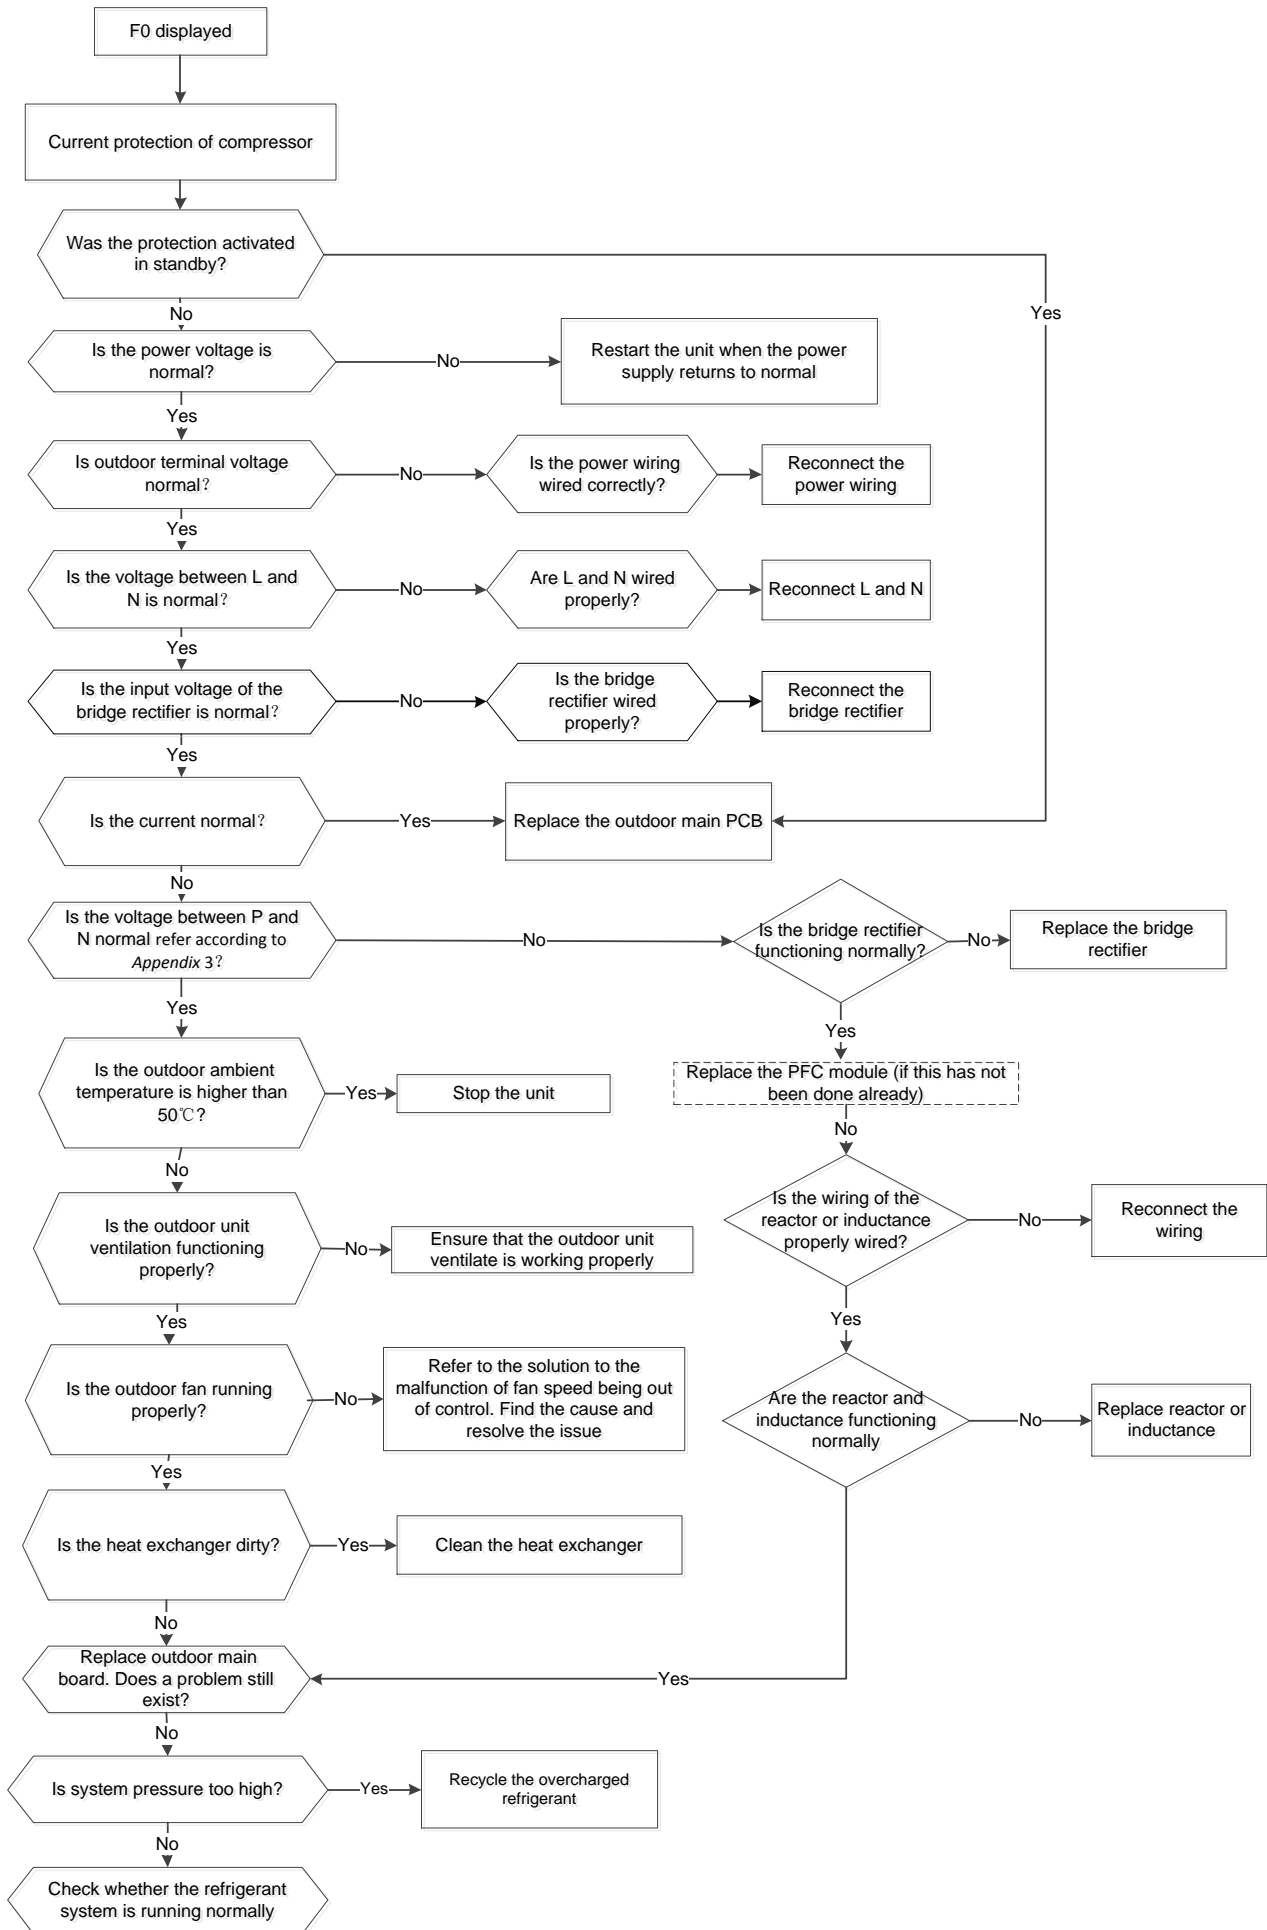 F0 displayed
Current protection of compressor
Was the protection activated
in standby?
Yes
No
Is the power voltage is
normal?
No
Restart the unit when the power
supply returns to normal
Yes
Is outdoor terminal voltage
normal?
No
Is the power wiring
wired correctly?
Reconnect the
power wiring
Yes
Is the voltage between L and
N is normal?
No
Are L and N wired
properly?
Reconnect L and N
Yes
Is the input voltage of the
bridge rectifier is normal?
No
Is the bridge
rectifier wired
properly?
Reconnect the
bridge rectifier
Yes
Is the current normal?
Yes
Replace the outdoor main PCB
No
Is the voltage between P and
N normal refer according to
Appendix 3?
No
Is the bridge rectifier
functioning normally?
No
Replace the bridge
rectifier
Yes
Yes
Replace the PFC module (if this has not
been done already)
Is the outdoor ambient
temperature is higher than
50℃?
Yes
Stop the unit
No
No
Is the wiring of the
reactor or inductance
properly wired?
No
Reconnect the
wiring
Is the outdoor unit
ventilation functioning
properly?
No
Ensure that the outdoor unit
ventilate is working properly
Yes
Yes
Is the outdoor fan running
properly?
No
Refer to the solution to the
malfunction of fan speed being out
of control. Find the cause and
resolve the issue
Are the reactor and
inductance functioning
normally
No
Replace reactor or
inductance
Yes
Is the heat exchanger dirty?
Yes
Clean the heat exchanger
No
Replace outdoor main
board. Does a problem still
exist?
Yes
No
Is system pressure too high?
Yes
Recycle the overcharged
refrigerant
No
Check whether the refrigerant
system is running normally